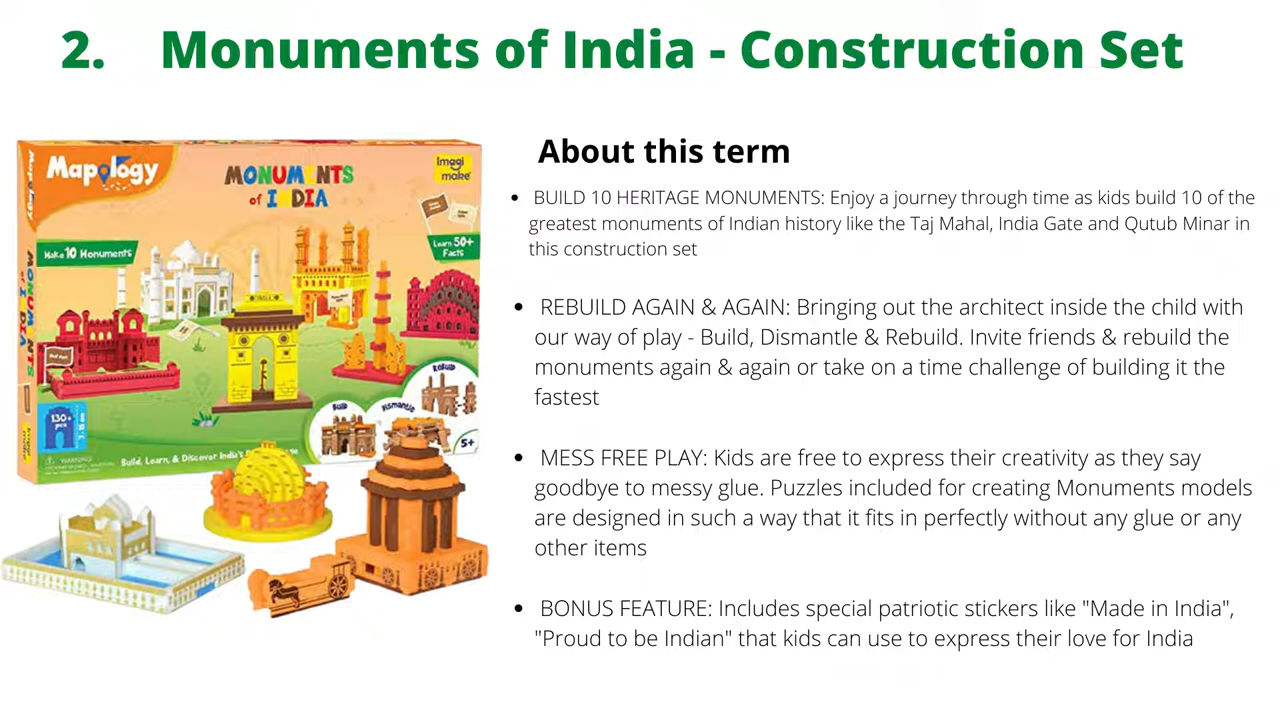 2. Monuments of India - Construction Set
Mapology
MONUMENTS
of INDIA
Imagi
make
Make 10 Monuments
Learn 50+
Facts
INDIA
Red Fort
130+
pcs
BUILD
DISMANTLE
REBUILD
5+
WARNING
Build, Learn, & Discover India's
About this term
• BUILD 10 HERITAGE MONUMENTS: Enjoy a journey through time as kids build 10 of the
greatest monuments of Indian history like the Taj Mahal, India Gate and Qutub Minar in
this construction set
• REBUILD AGAIN & AGAIN: Bringing out the architect inside the child with
our way of play - Build, Dismantle & Rebuild. Invite friends & rebuild the
monuments again & again or take on a time challenge of building it the
fastest
• MESS FREE PLAY: Kids are free to express their creativity as they say
goodbye to messy glue. Puzzles included for creating Monuments models
are designed in such a way that it fits in perfectly without any glue or any
other items
• BONUS FEATURE: Includes special patriotic stickers like "Made in India",
"Proud to be Indian" that kids can use to express their love for India